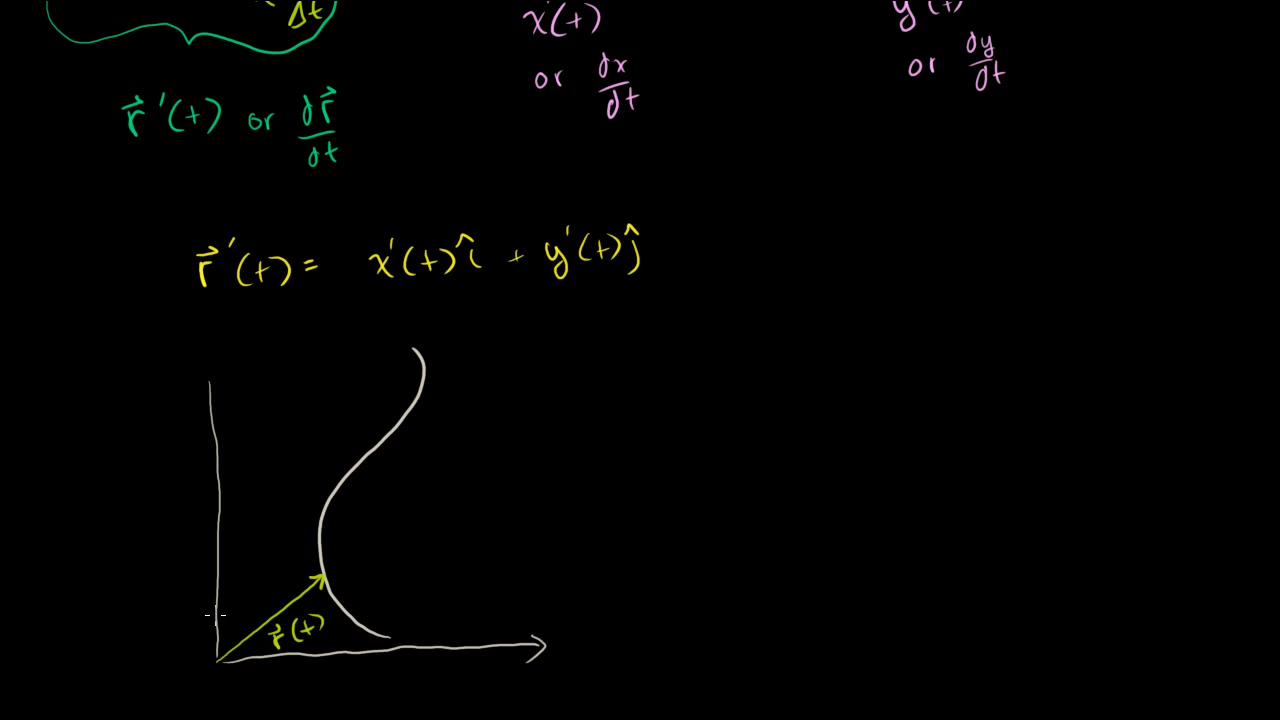 Δt
x'(t)
y'(t)
or dx/dt
or dy/dt
r⃗'(t) or dr⃗/dt
r⃗'(t) = x'(t)î + y'(t)ĵ
r⃗(t)